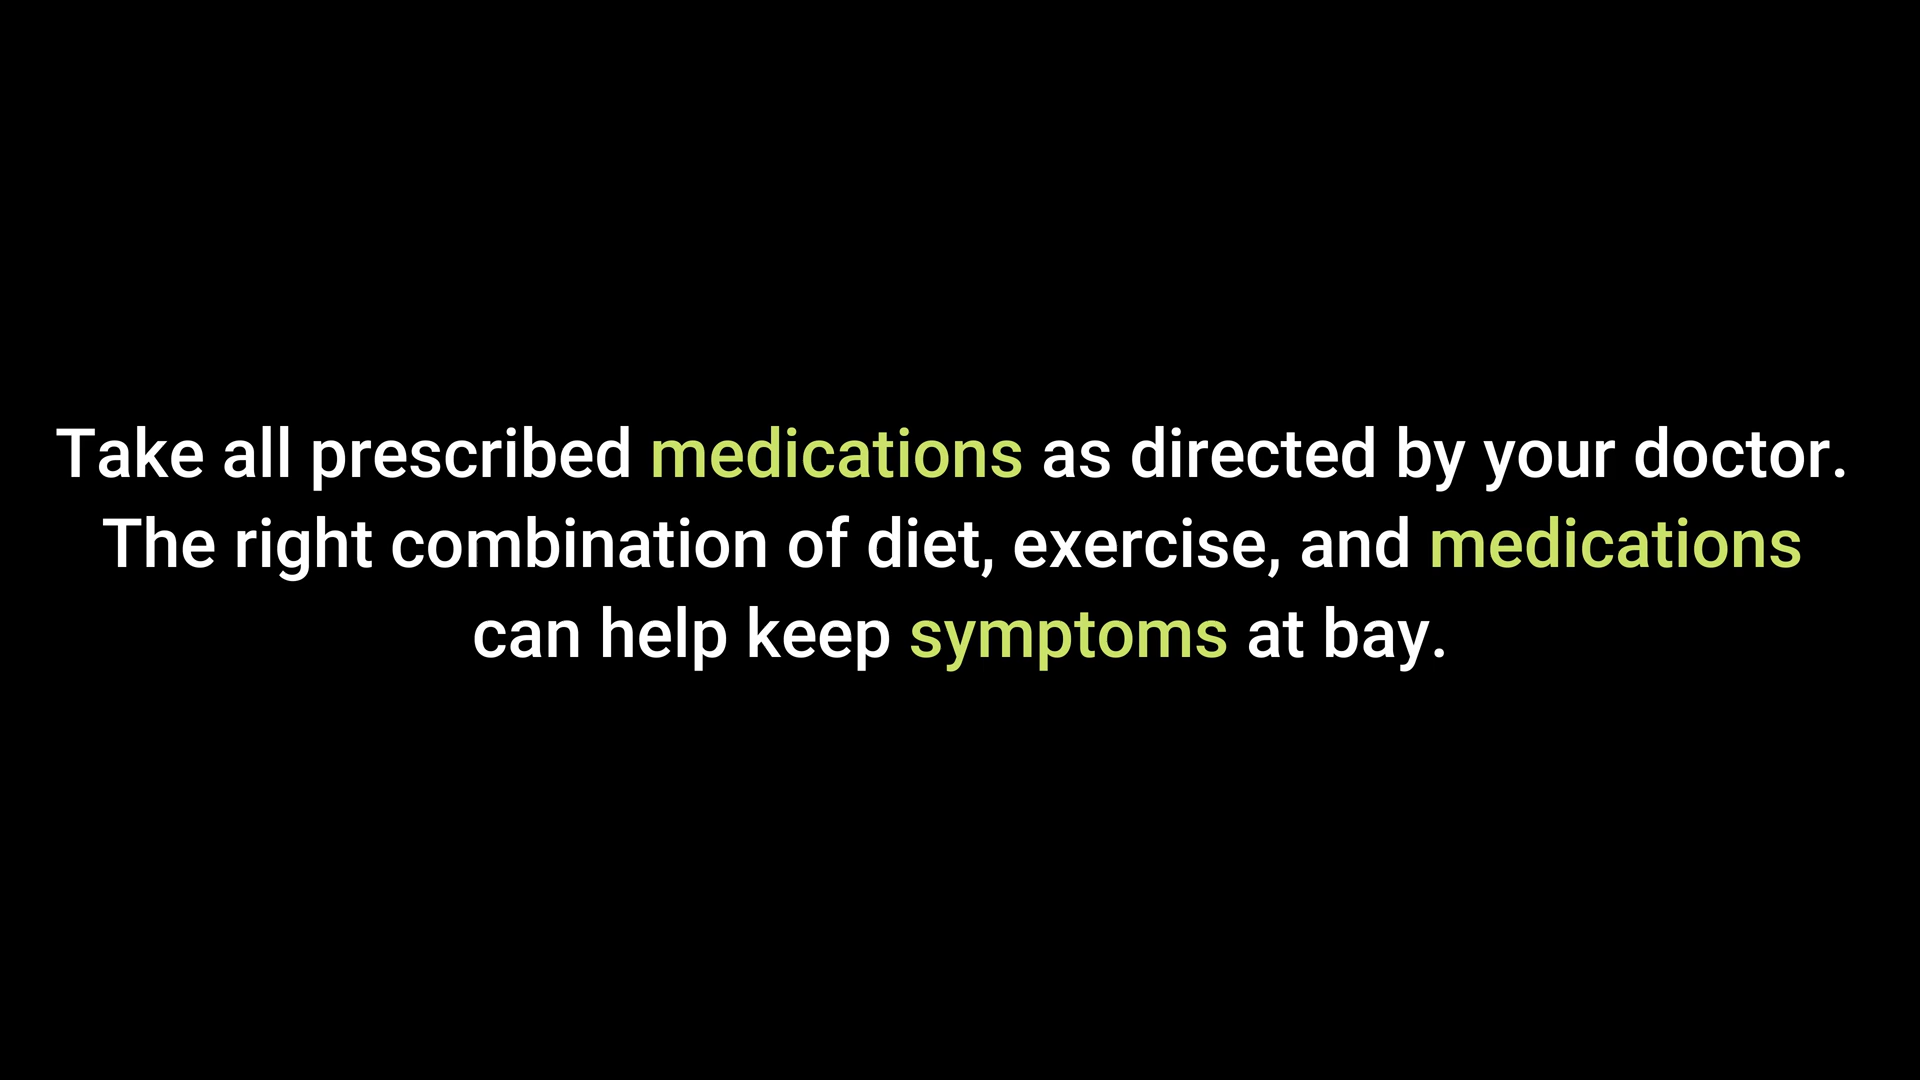 Take all prescribed medications as directed by your doctor.
The right combination of diet, exercise, and medications
can help keep symptoms at bay.